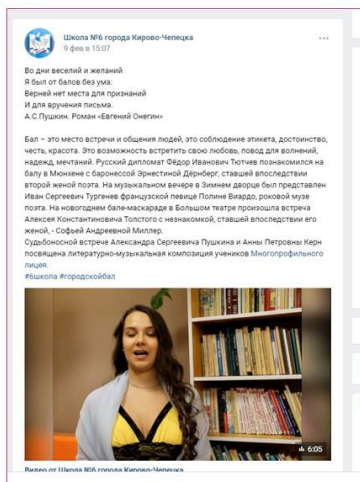 Школа №6 города Кирово-Чепецка
9 фев в 15:07
Во дни веселий и желаний
Я был от балов без ума:
Верней нет места для признаний
И для вручения письма.
А.С.Пушкин. Роман «Евгений Онегин»
Бал – это место встречи и общения людей, это соблюдение этикета, достоинство,
честь, красота. Это возможность встретить свою любовь, повод для волнений,
надежд, мечтаний. Русский дипломат Фёдор Иванович Тютчев познакомился на
балу в Мюнхене с баронессой Эрнестиной Дёрнберг, ставшей впоследствии
второй женой поэта. На музыкальном вечере в Зимнем дворце был представлен
Иван Сергеевич Тургенев французской певице Полине Виардо, роковой музе
поэта. На новогоднем бале-маскараде в Большом театре произошла встреча
Алексея Константиновича Толстого с незнакомкой, ставшей впоследствии его
женой, - Софьей Андреевной Миллер.
Судьбоносной встрече Александра Сергеевича Пушкина и Анны Петровны Керн
посвящена литературно-музыкальная композиция учеников Многопрофильного
лицея.
#6школа #городскойбал
6:05
Видео от Школа №6 города Кирово-Чепецка